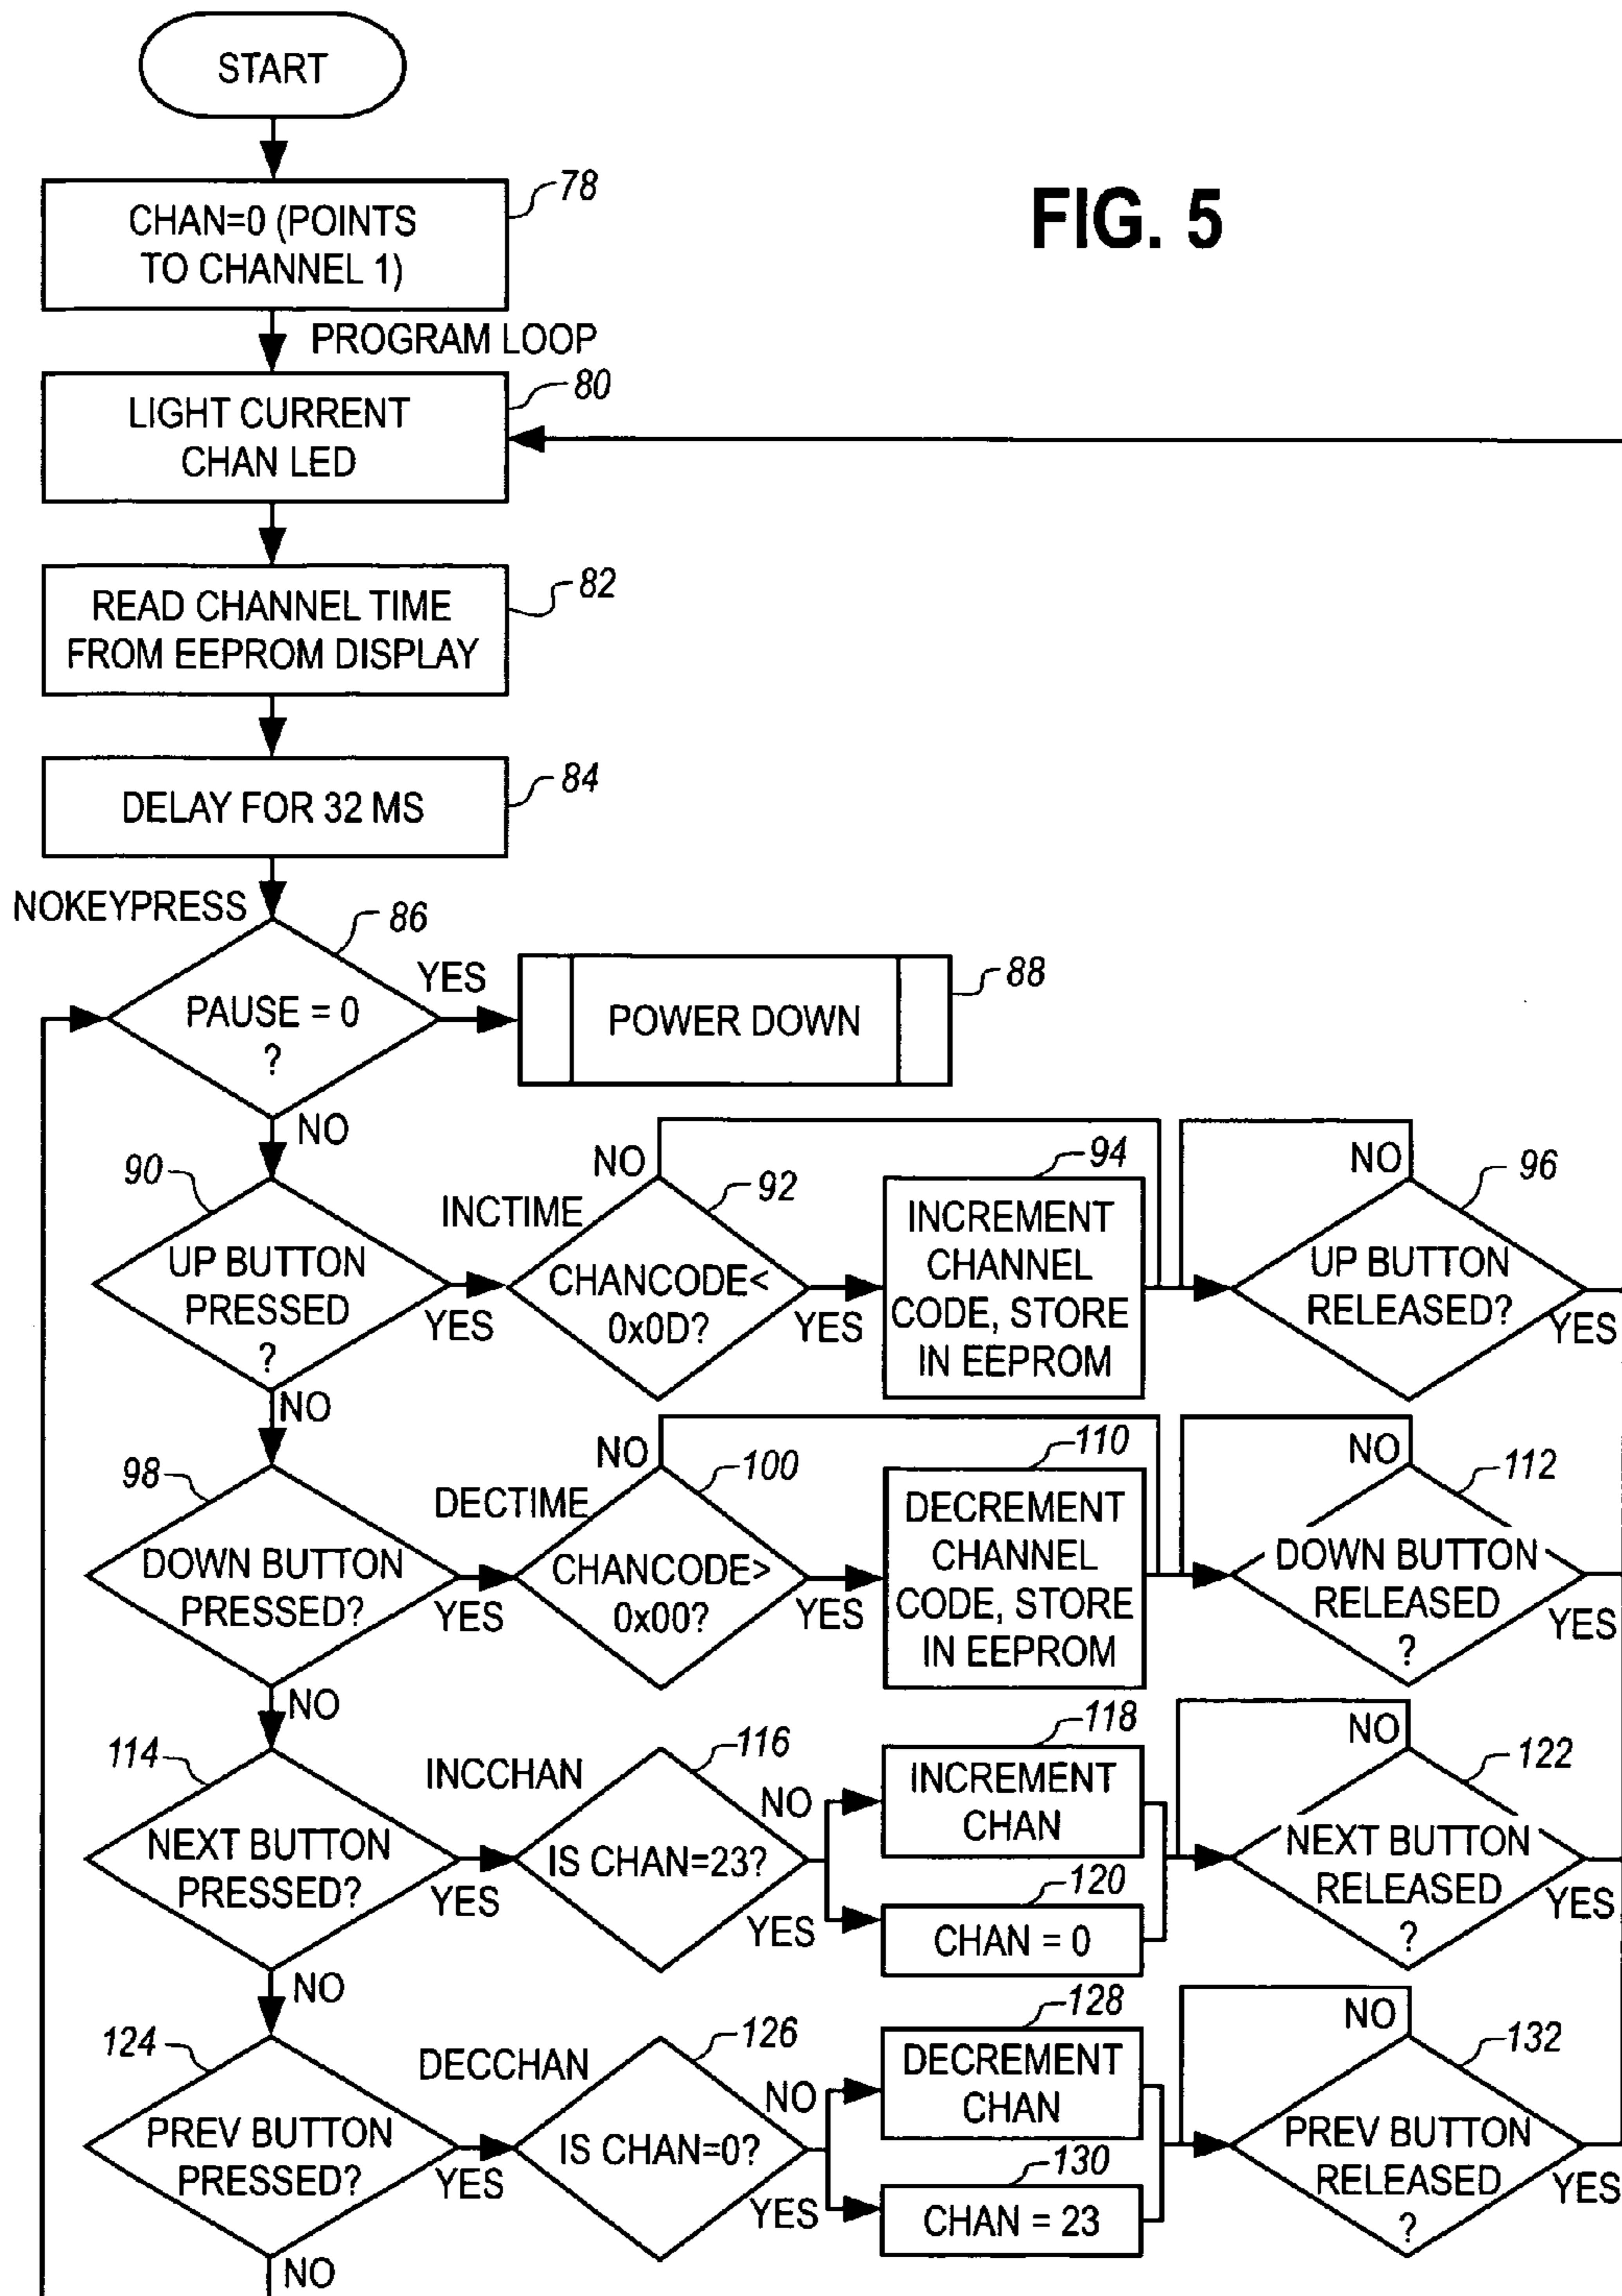 START
78
CHAN=0 (POINTS
TO CHANNEL 1)
FIG. 5
PROGRAM LOOP
80
LIGHT CURRENT
CHAN LED
82
READ CHANNEL TIME
FROM EEPROM DISPLAY
84
DELAY FOR 32 MS
NOKEYPRESS
86
PAUSE = 0
?
YES
88
POWER DOWN
NO
90
UP BUTTON
PRESSED
?
YES
INCTIME
NO
92
CHANCODE<
0x0D?
YES
94
INCREMENT
CHANNEL
CODE, STORE
IN EEPROM
NO
96
UP BUTTON
RELEASED?
YES
NO
98
DOWN BUTTON
PRESSED?
YES
DECTIME
NO
100
CHANCODE>
0x00?
YES
110
DECREMENT
CHANNEL
CODE, STORE
IN EEPROM
NO
112
DOWN BUTTON
RELEASED
?
YES
NO
114
NEXT BUTTON
PRESSED?
YES
INCCHAN
116
IS CHAN=23?
NO
YES
118
INCREMENT
CHAN
120
CHAN = 0
NO
122
NEXT BUTTON
RELEASED
?
YES
NO
124
PREV BUTTON
PRESSED?
YES
DECCHAN
126
IS CHAN=0?
NO
YES
128
DECREMENT
CHAN
130
CHAN = 23
NO
132
PREV BUTTON
RELEASED
?
YES
NO